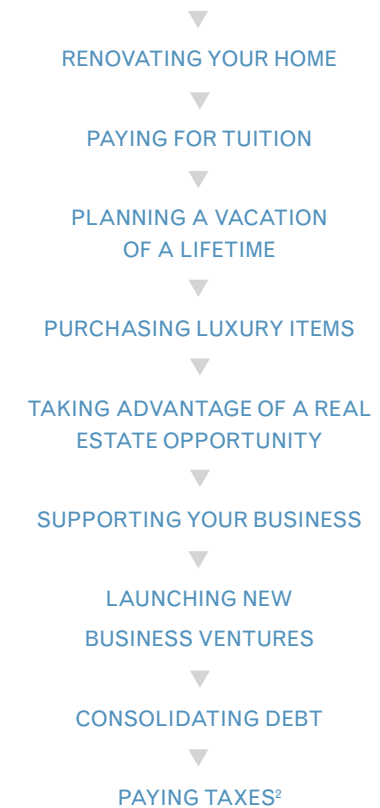 RENOVATING YOUR HOME
PAYING FOR TUITION
PLANNING A VACATION
OF A LIFETIME
PURCHASING LUXURY ITEMS
TAKING ADVANTAGE OF A REAL
ESTATE OPPORTUNITY
SUPPORTING YOUR BUSINESS
LAUNCHING NEW
BUSINESS VENTURES
CONSOLIDATING DEBT
PAYING TAXES²